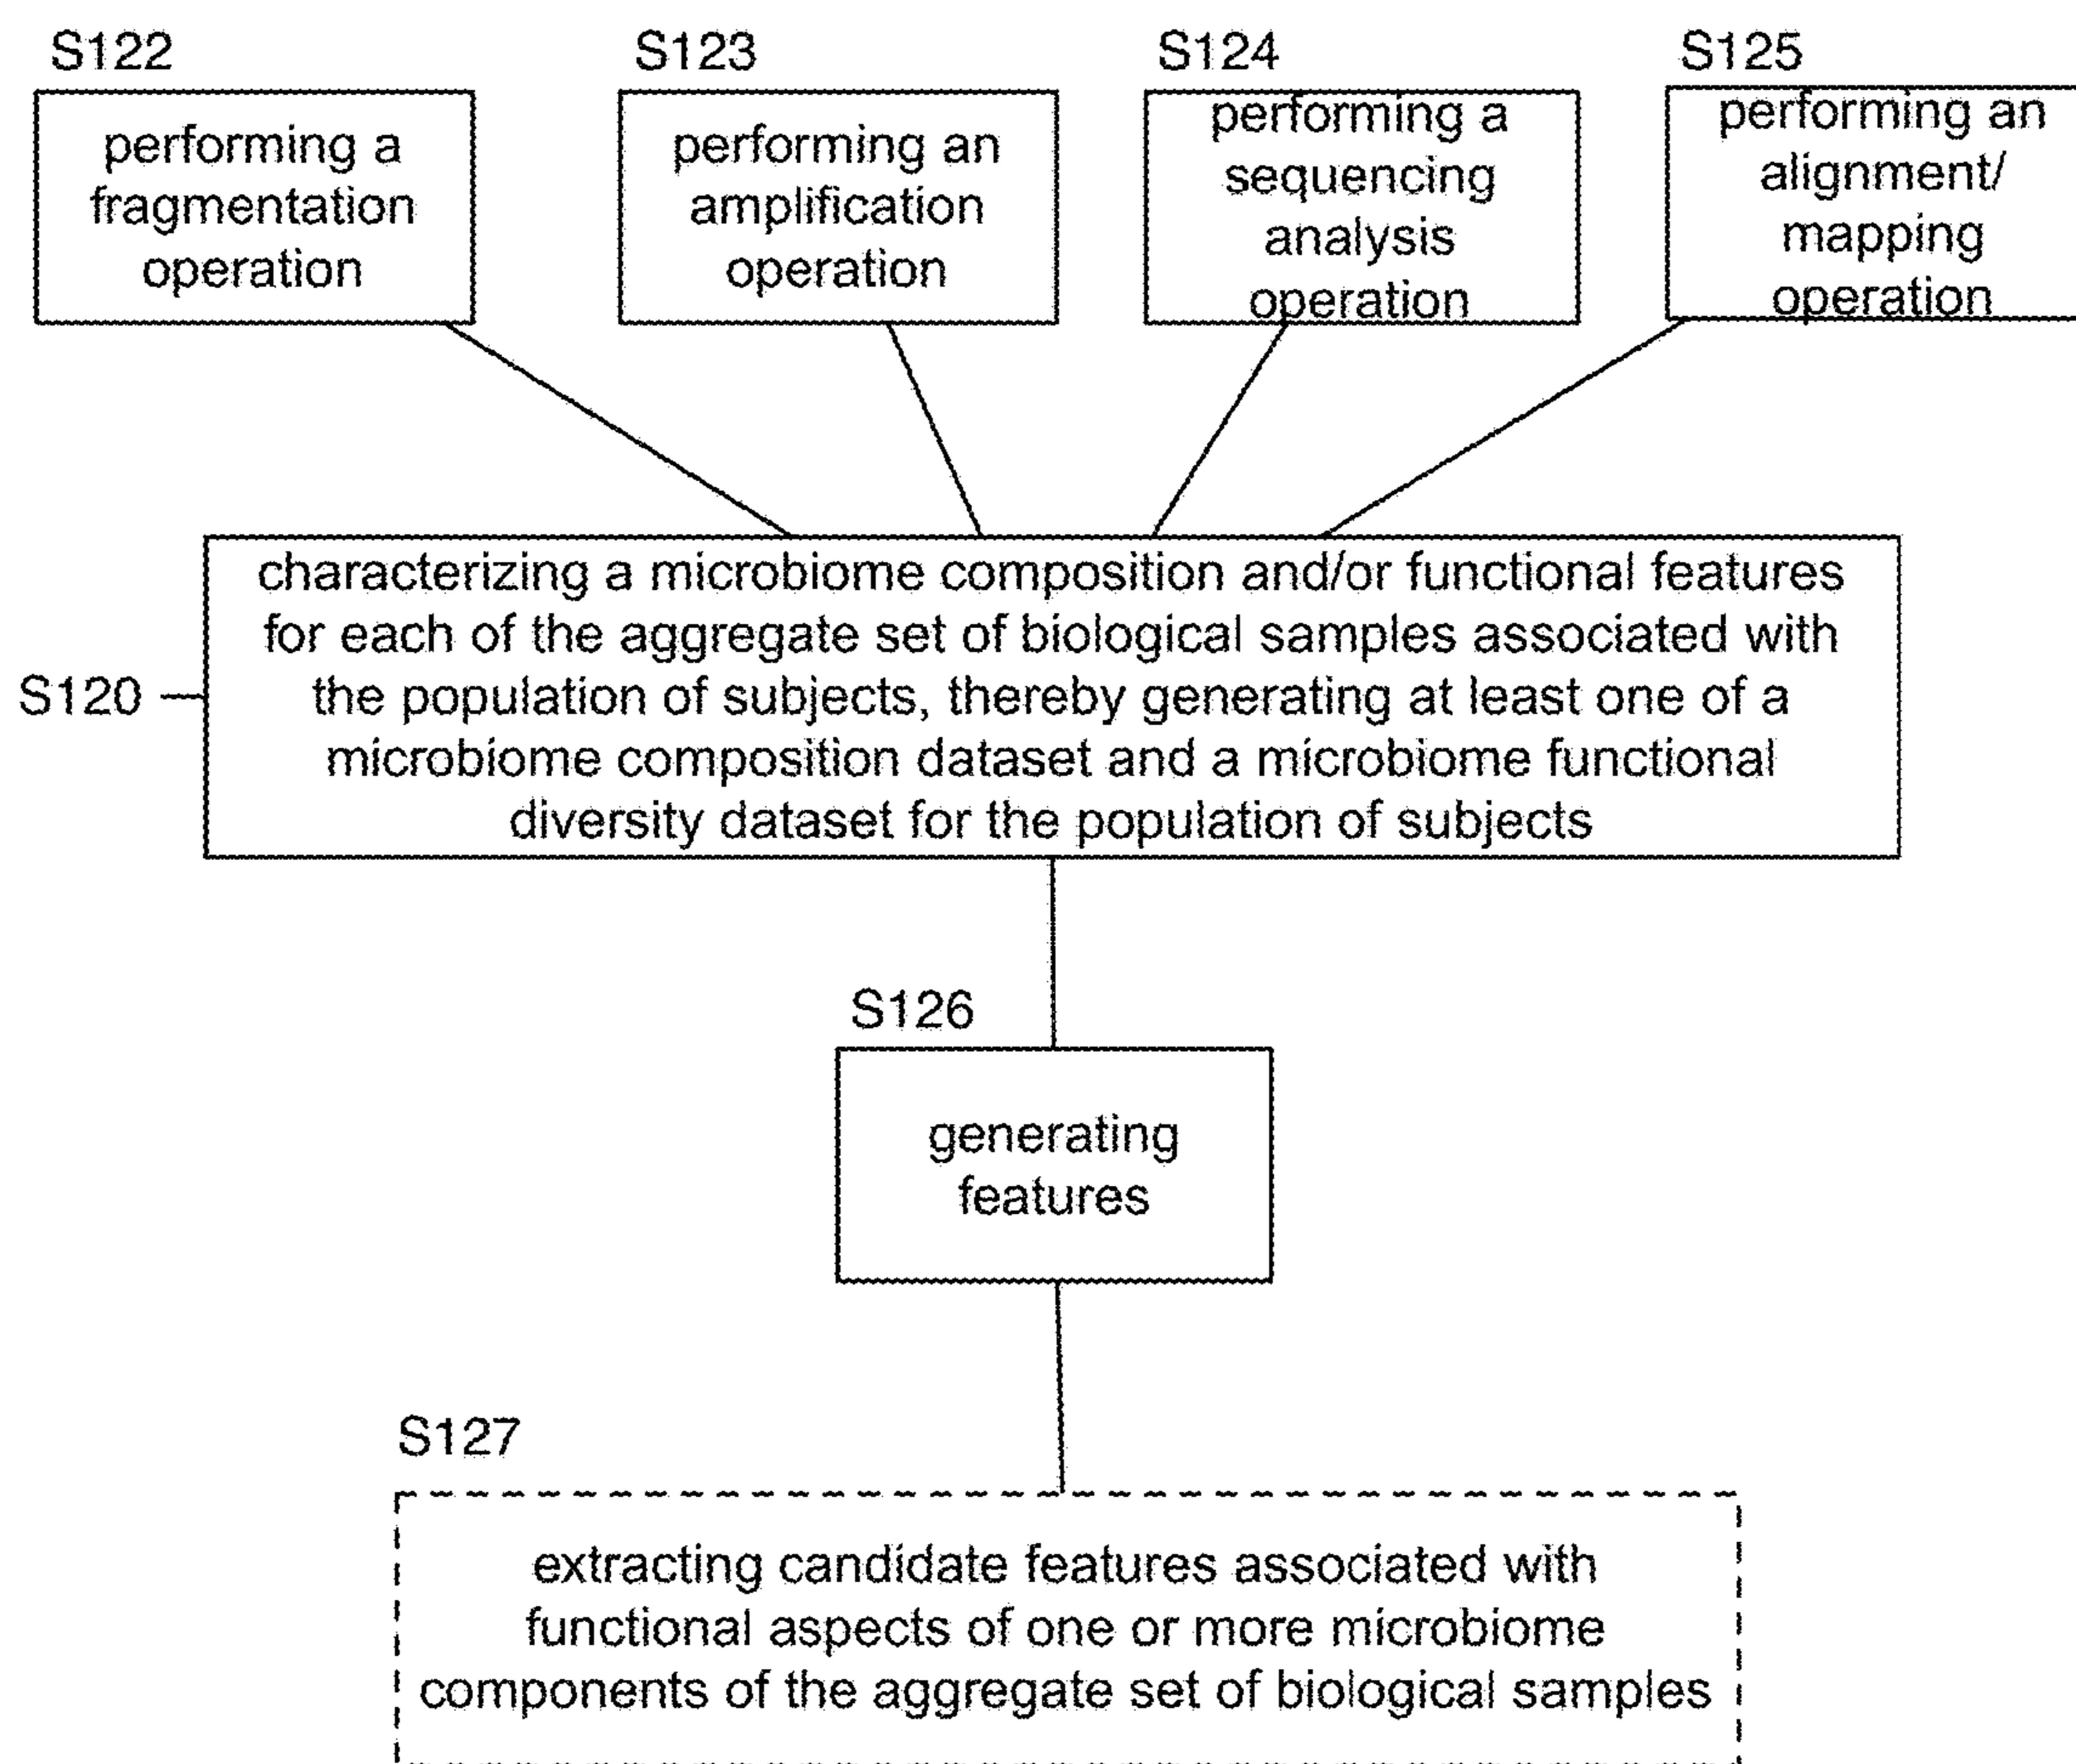 S122
performing a
fragmentation
operation
S123
performing an
amplification
operation
S124
performing a
sequencing
analysis
operation
S125
performing an
alignment/
mapping
operation
S120
characterizing a microbiome composition and/or functional features
for each of the aggregate set of biological samples associated with
the population of subjects, thereby generating at least one of a
microbiome composition dataset and a microbiome functional
diversity dataset for the population of subjects
S126
generating
features
S127
extracting candidate features associated with
functional aspects of one or more microbiome
components of the aggregate set of biological samples